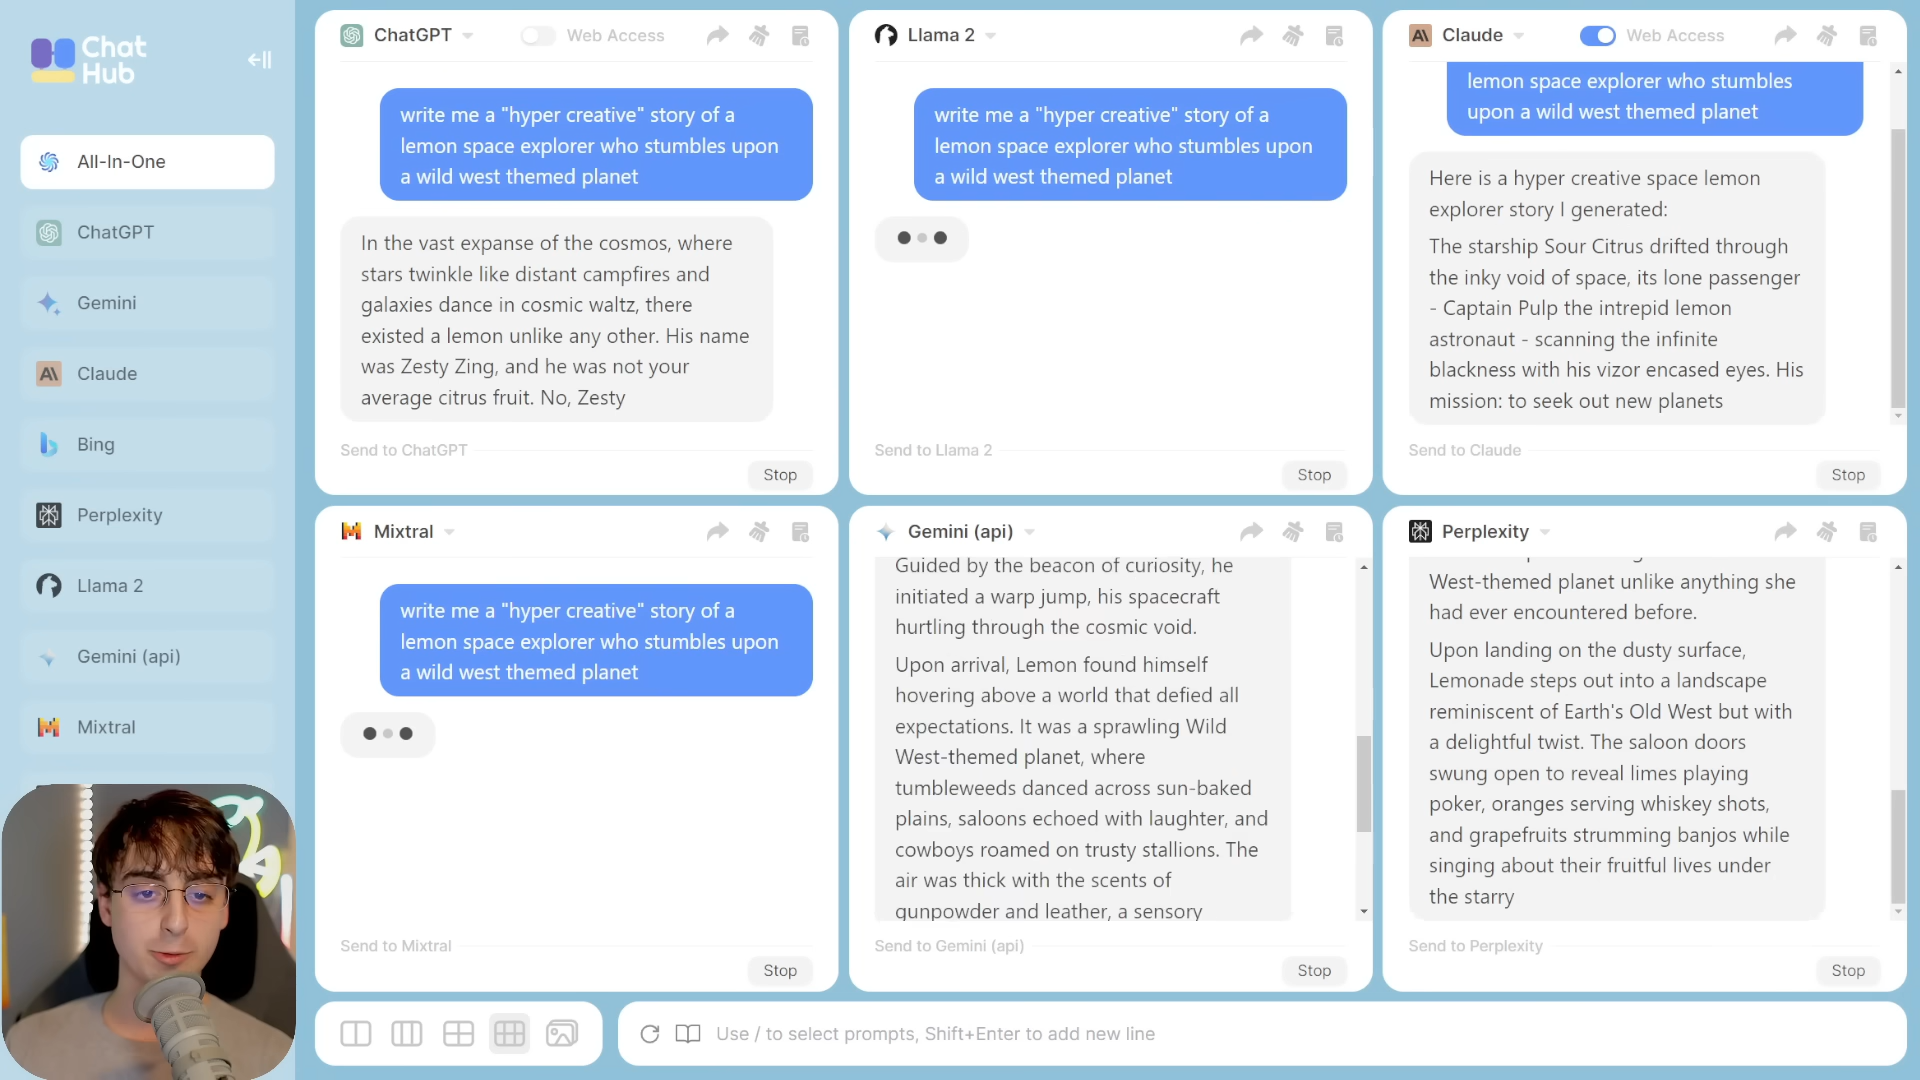 Chat
Hub
All-In-One
ChatGPT
Gemini
Claude
Bing
Perplexity
Llama 2
Gemini (api)
Mixtral
ChatGPT
Web Access
write me a "hyper creative" story of a
lemon space explorer who stumbles upon
a wild west themed planet
In the vast expanse of the cosmos, where
stars twinkle like distant campfires and
galaxies dance in cosmic waltz, there
existed a lemon unlike any other. His name
was Zesty Zing, and he was not your
average citrus fruit. No, Zesty
Send to ChatGPT
Stop
Llama 2
write me a "hyper creative" story of a
lemon space explorer who stumbles upon
a wild west themed planet
Send to Llama 2
Stop
Claude
Web Access
lemon space explorer who stumbles
upon a wild west themed planet
Here is a hyper creative space lemon
explorer story I generated:
The starship Sour Citrus drifted through
the inky void of space, its lone passenger
- Captain Pulp the intrepid lemon
astronaut - scanning the infinite
blackness with his vizor encased eyes. His
mission: to seek out new planets
Send to Claude
Stop
Mixtral
write me a "hyper creative" story of a
lemon space explorer who stumbles upon
a wild west themed planet
Send to Mixtral
Stop
Gemini (api)
Guided by the beacon of curiosity, he
initiated a warp jump, his spacecraft
hurtling through the cosmic void.
Upon arrival, Lemon found himself
hovering above a world that defied all
expectations. It was a sprawling Wild
West-themed planet, where
tumbleweeds danced across sun-baked
plains, saloons echoed with laughter, and
cowboys roamed on trusty stallions. The
air was thick with the scents of
gunpowder and leather, a sensory
Send to Gemini (api)
Stop
Perplexity
West-themed planet unlike anything she
had ever encountered before.
Upon landing on the dusty surface,
Lemonade steps out into a landscape
reminiscent of Earth's Old West but with
a delightful twist. The saloon doors
swung open to reveal limes playing
poker, oranges serving whiskey shots,
and grapefruits strumming banjos while
singing about their fruitful lives under
the starry
Send to Perplexity
Stop
Use / to select prompts, Shift+Enter to add new line